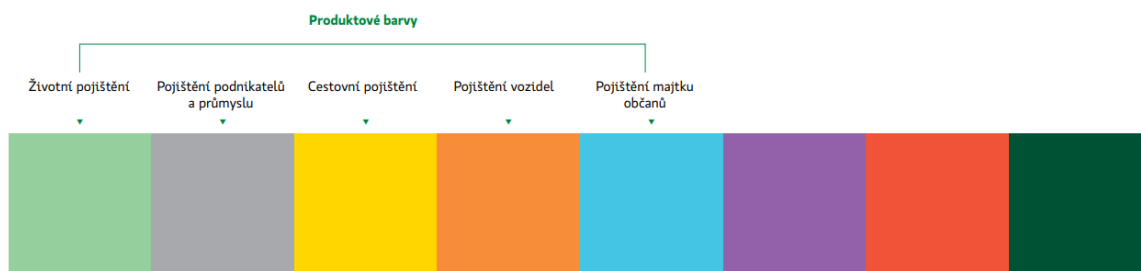 Produktové barvy
Životní pojištění
Pojištění podnikatelů
a průmyslu
Cestovní pojištění
Pojištění vozidel
Pojištění majtku
občanů